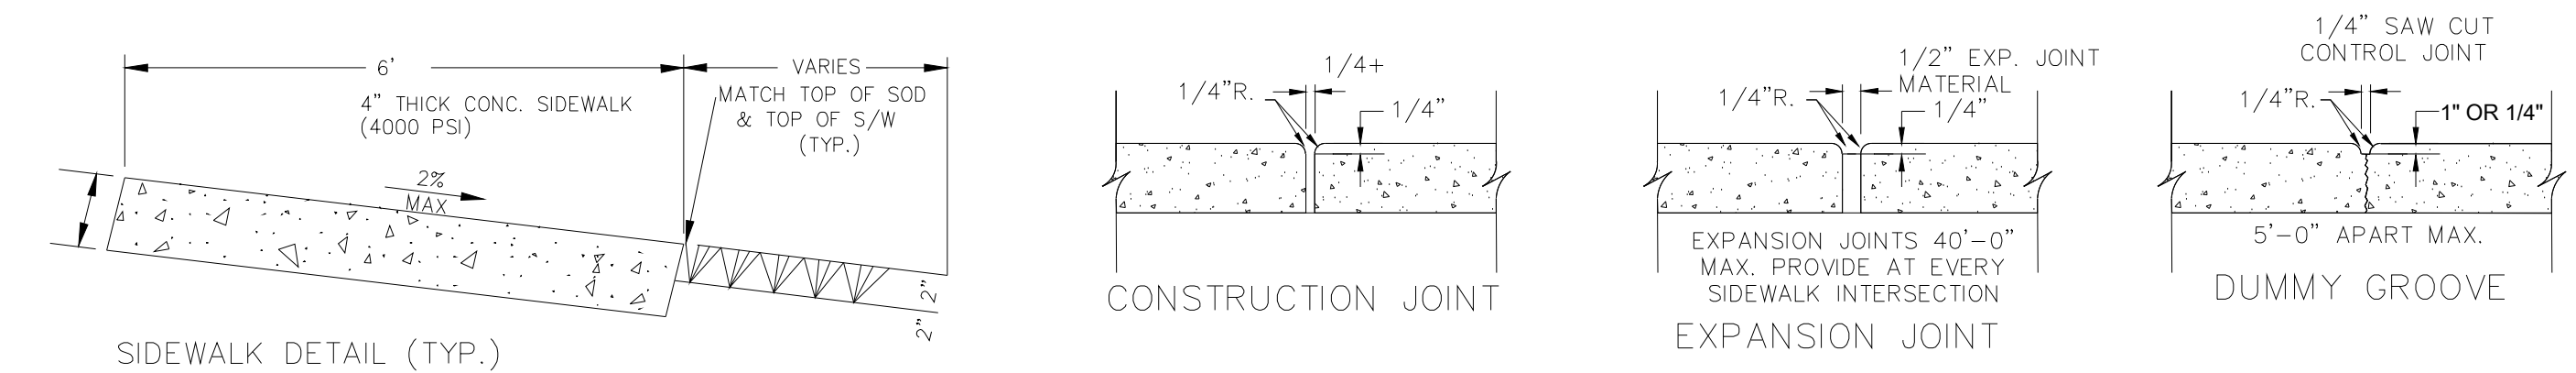 6'
4" THICK CONC. SIDEWALK
(4000 PSI)
VARIES
MATCH TOP OF SOD
& TOP OF S/W
(TYP.)
2%
MAX
2"
2"
SIDEWALK DETAIL (TYP.)
1/4+
1/4"R.
1/4"
CONSTRUCTION JOINT
1/2" EXP. JOINT
MATERIAL
1/4"R.
1/4"
EXPANSION JOINTS 40'-0"
MAX. PROVIDE AT EVERY
SIDEWALK INTERSECTION
EXPANSION JOINT
1/4" SAW CUT
CONTROL JOINT
1/4"R.
1" OR 1/4"
5'-0" APART MAX.
DUMMY GROOVE